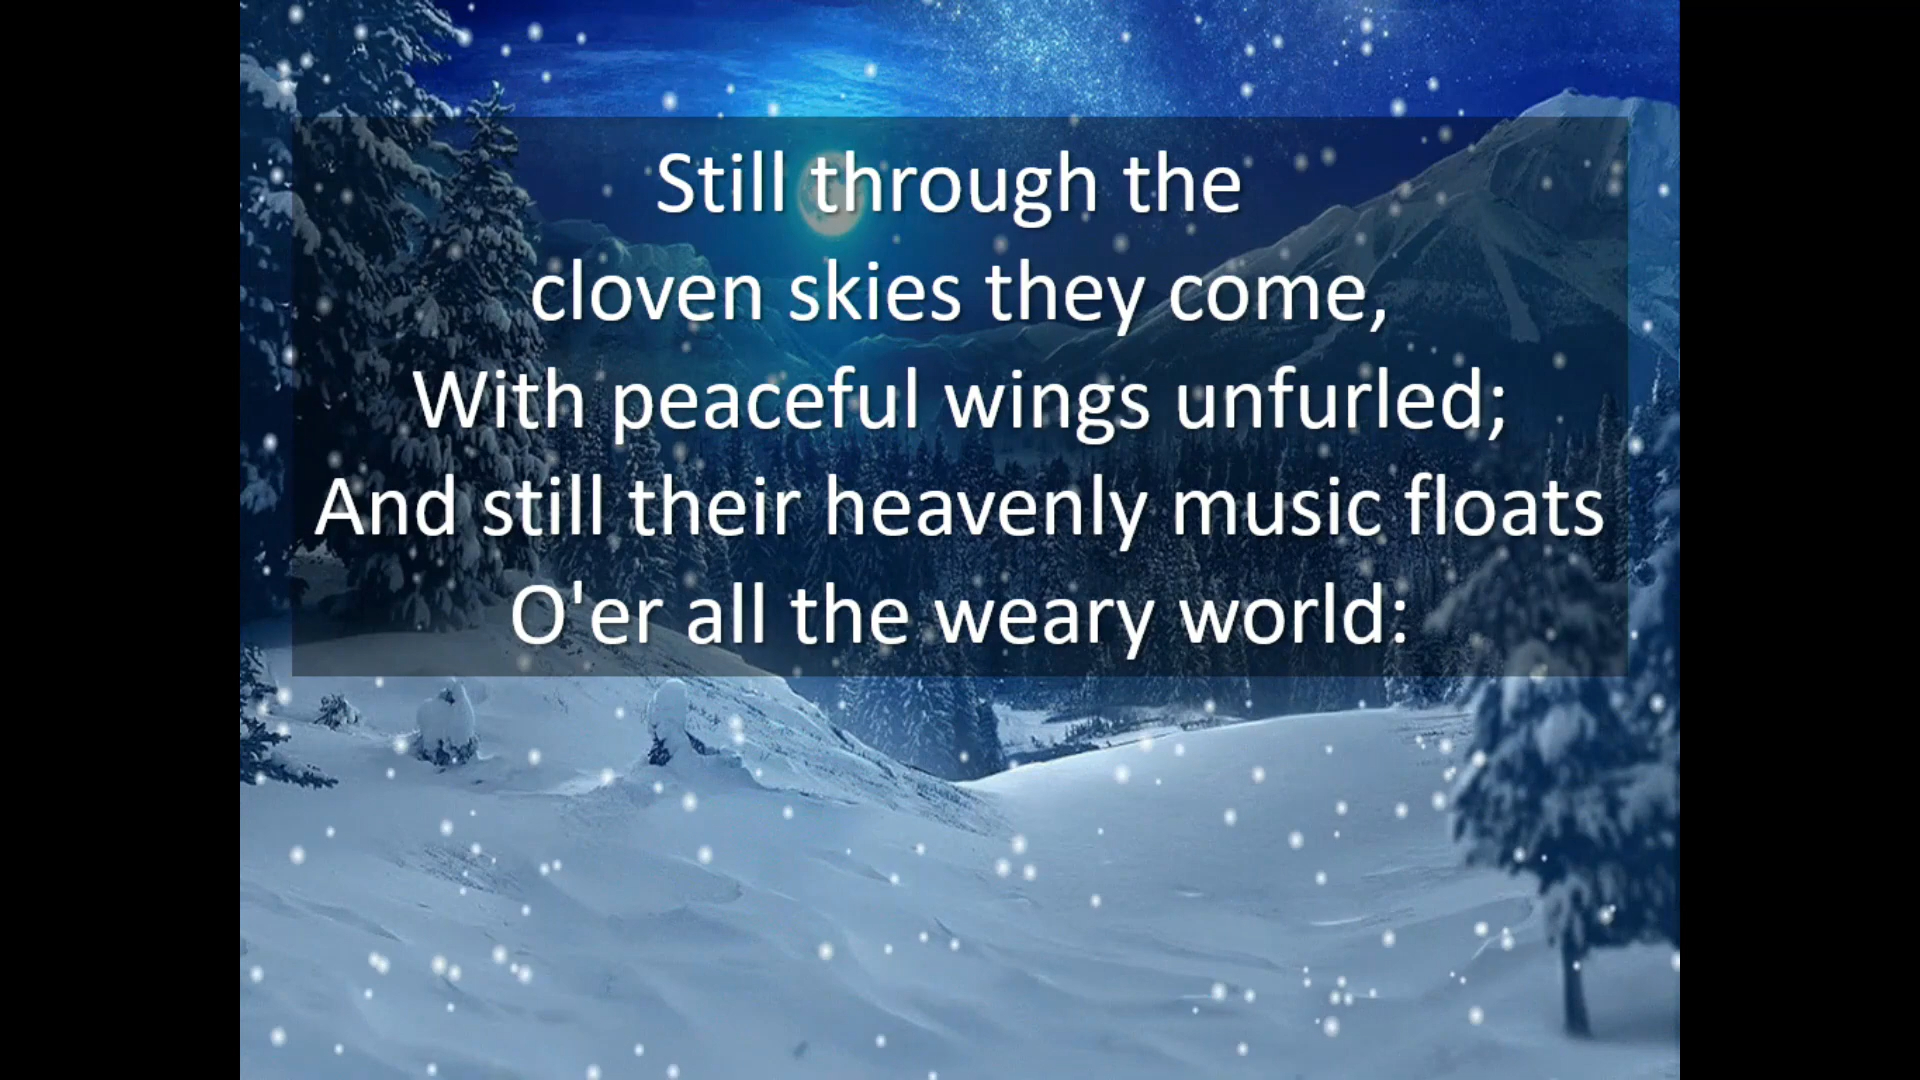 Still through the
cloven skies they come,
With peaceful wings unfurled;
And still their heavenly music floats
O'er all the weary world: